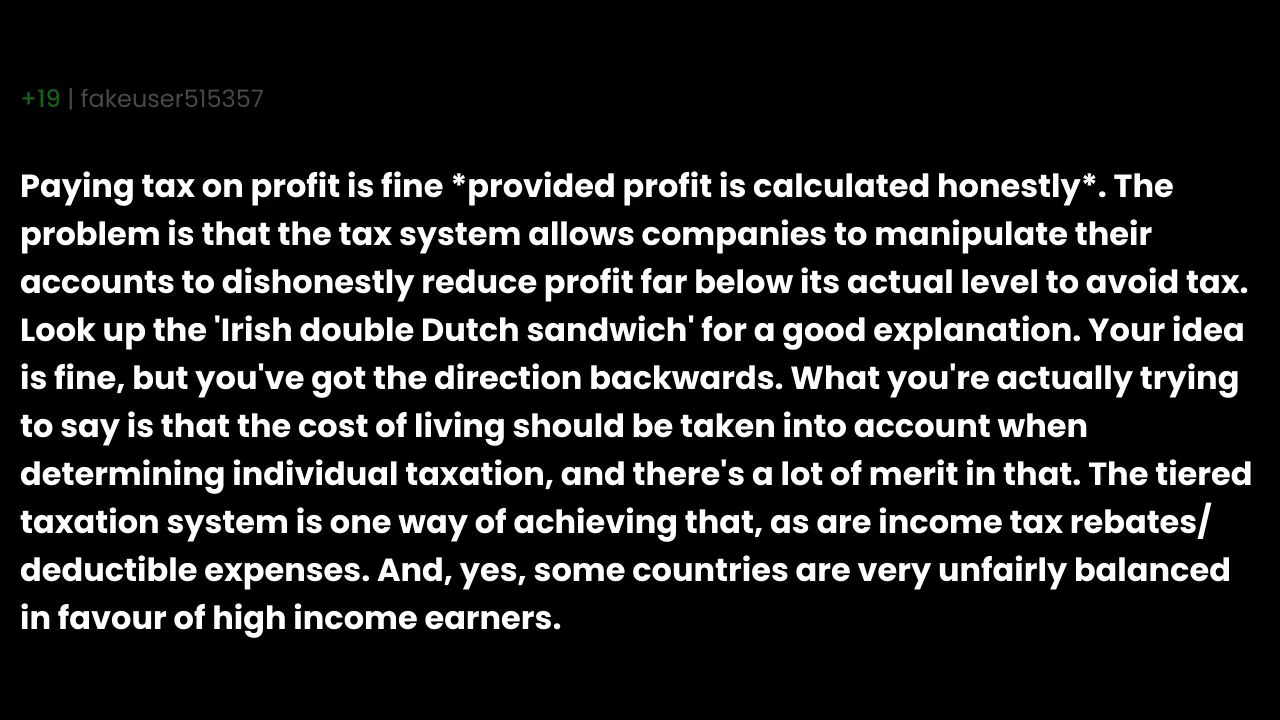 +19 | fakeuser515357
Paying tax on profit is fine *provided profit is calculated honestly*. The
problem is that the tax system allows companies to manipulate their
accounts to dishonestly reduce profit far below its actual level to avoid tax.
Look up the 'Irish double Dutch sandwich' for a good explanation. Your idea
is fine, but you've got the direction backwards. What you're actually trying
to say is that the cost of living should be taken into account when
determining individual taxation, and there's a lot of merit in that. The tiered
taxation system is one way of achieving that, as are income tax rebates/
deductible expenses. And, yes, some countries are very unfairly balanced
in favour of high income earners.